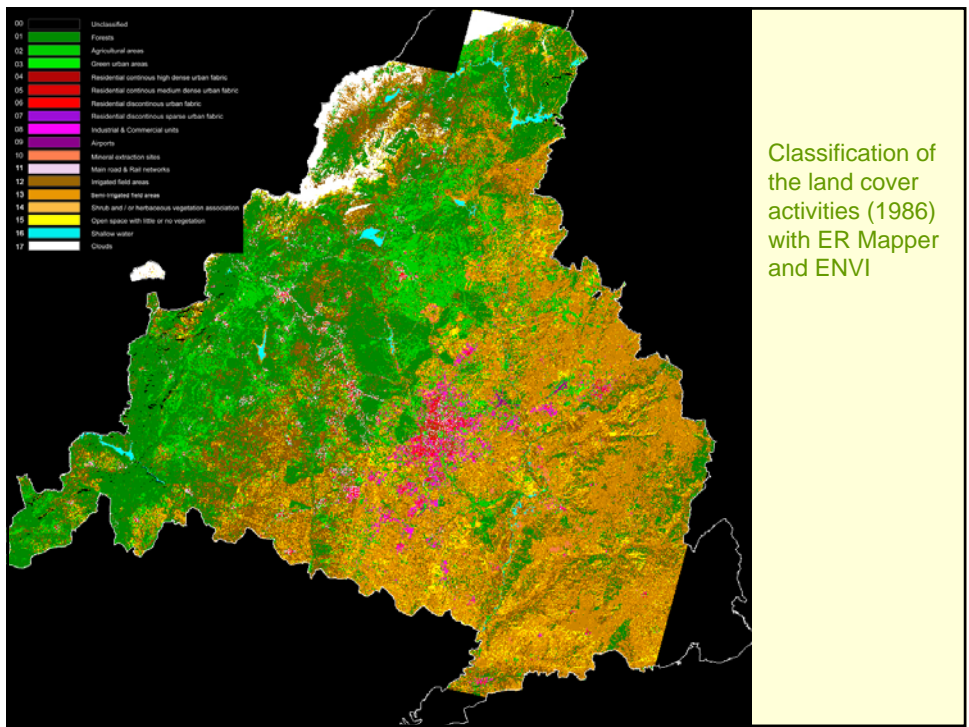 00 Unclassified
01 Forests
02 Agricultural areas
03 Green urban areas
04 Residential continous high dense urban fabric
05 Residential continous medium dense urban fabric
06 Residential discontinous urban fabric
07 Residential discontinous sparse urban fabric
08 Industrial & Commercial units
09 Airports
10 Mineral extraction sites
11 Main road & Rail networks
12 Irrigated field areas
13 Semi-irrigated field areas
14 Shrub and / or herbaceous vegetation association
15 Open space with little or no vegetation
16 Shallow water
17 Clouds
Classification of
the land cover
activities (1986)
with ER Mapper
and ENVI